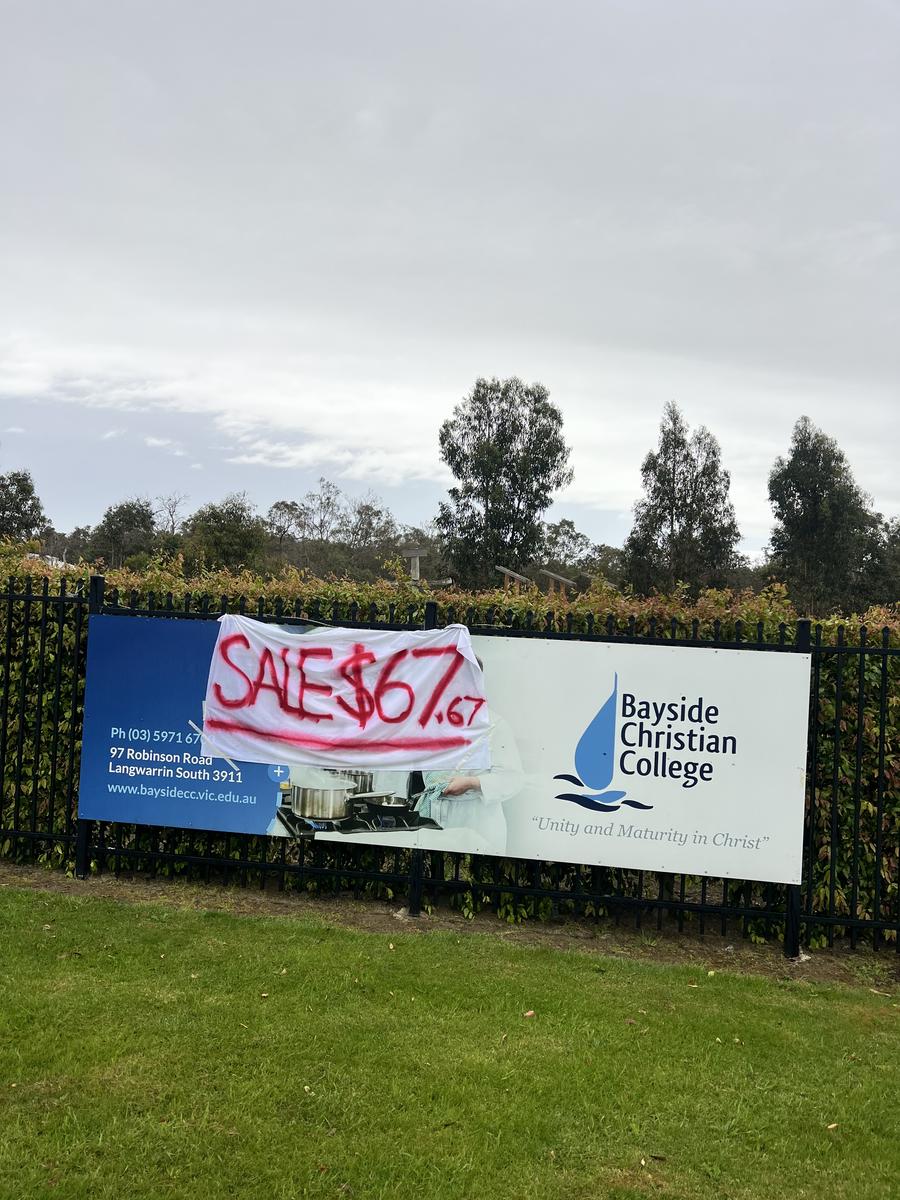 SALE $67.67
Ph (03) 5971 67
97 Robinson Road
Langwarrin South 3911
www.baysidecc.vic.edu.au
Bayside
Christian
College
"Unity and Maturity in Christ"